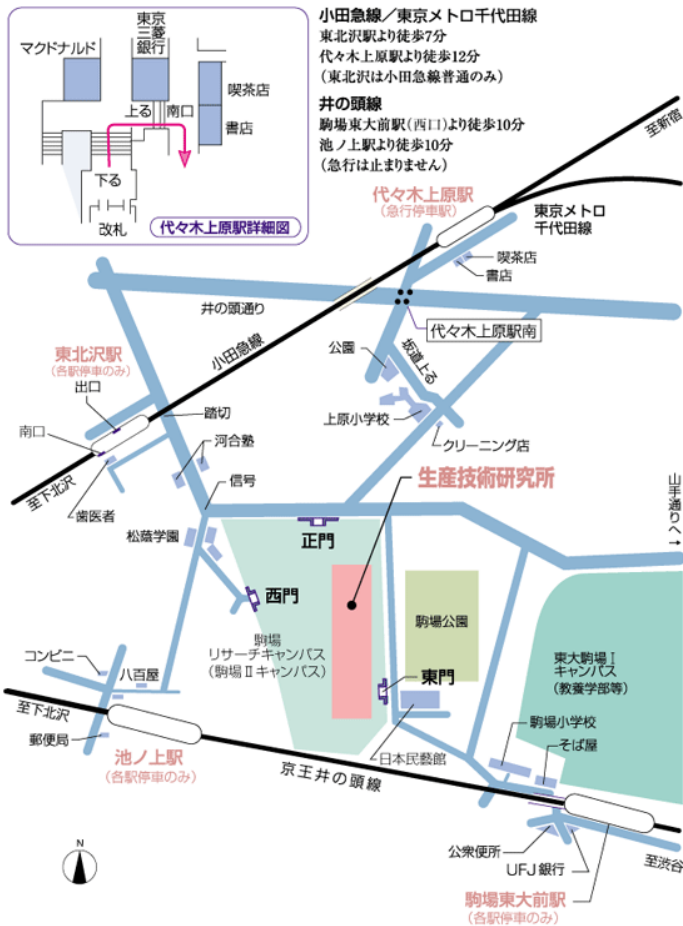 小田急線／東京メトロ千代田線
東北沢駅より徒歩7分
代々木上原駅より徒歩12分
（東北沢は小田急線普通のみ）
井の頭線
駒場東大前駅（西口）より徒歩10分
池ノ上駅より徒歩10分
（急行は止まりません）
マクドナルド
東京
三菱
銀行
喫茶店
上る
南口
書店
下る
改札
代々木上原駅詳細図
至新宿
代々木上原駅
（急行停車駅）
東京メトロ
千代田線
喫茶店
書店
井の頭通り
小田急線
代々木上原駅南
公園
坂道上る
東北沢駅
（各駅停車のみ）
出口
踏切
上原小学校
南口
河合塾
クリーニング店
至下北沢
歯医者
信号
生産技術研究所
山手通りへ→
松蔭学園
正門
西門
駒場公園
駒場
リサーチキャンパス
（駒場Ⅱキャンパス）
東大駒場Ⅰ
キャンパス
（教養学部等）
コンビニ
八百屋
東門
至下北沢
駒場小学校
そば屋
郵便局
池ノ上駅
（各駅停車のみ）
日本民藝館
京王井の頭線
N
公衆便所
UFJ銀行
至渋谷
駒場東大前駅
（各駅停車のみ）